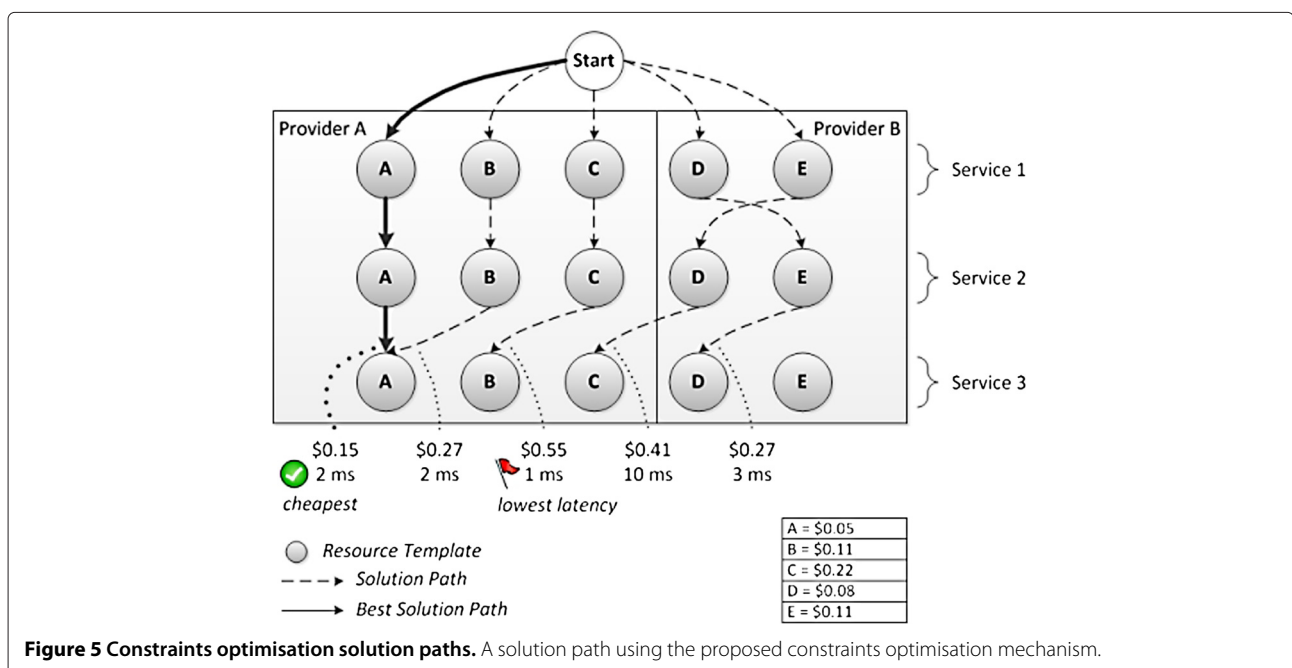 Start
Provider A
Provider B
A
B
C
D
E
Service 1
A
B
C
D
E
Service 2
A
B
C
D
E
Service 3
$0.15
2 ms
cheapest
$0.27
2 ms
$0.55
1 ms
lowest latency
$0.41
10 ms
$0.27
3 ms
Resource Template
Solution Path
Best Solution Path
A = $0.05
B = $0.11
C = $0.22
D = $0.08
E = $0.11
Figure 5 Constraints optimisation solution paths. A solution path using the proposed constraints optimisation mechanism.